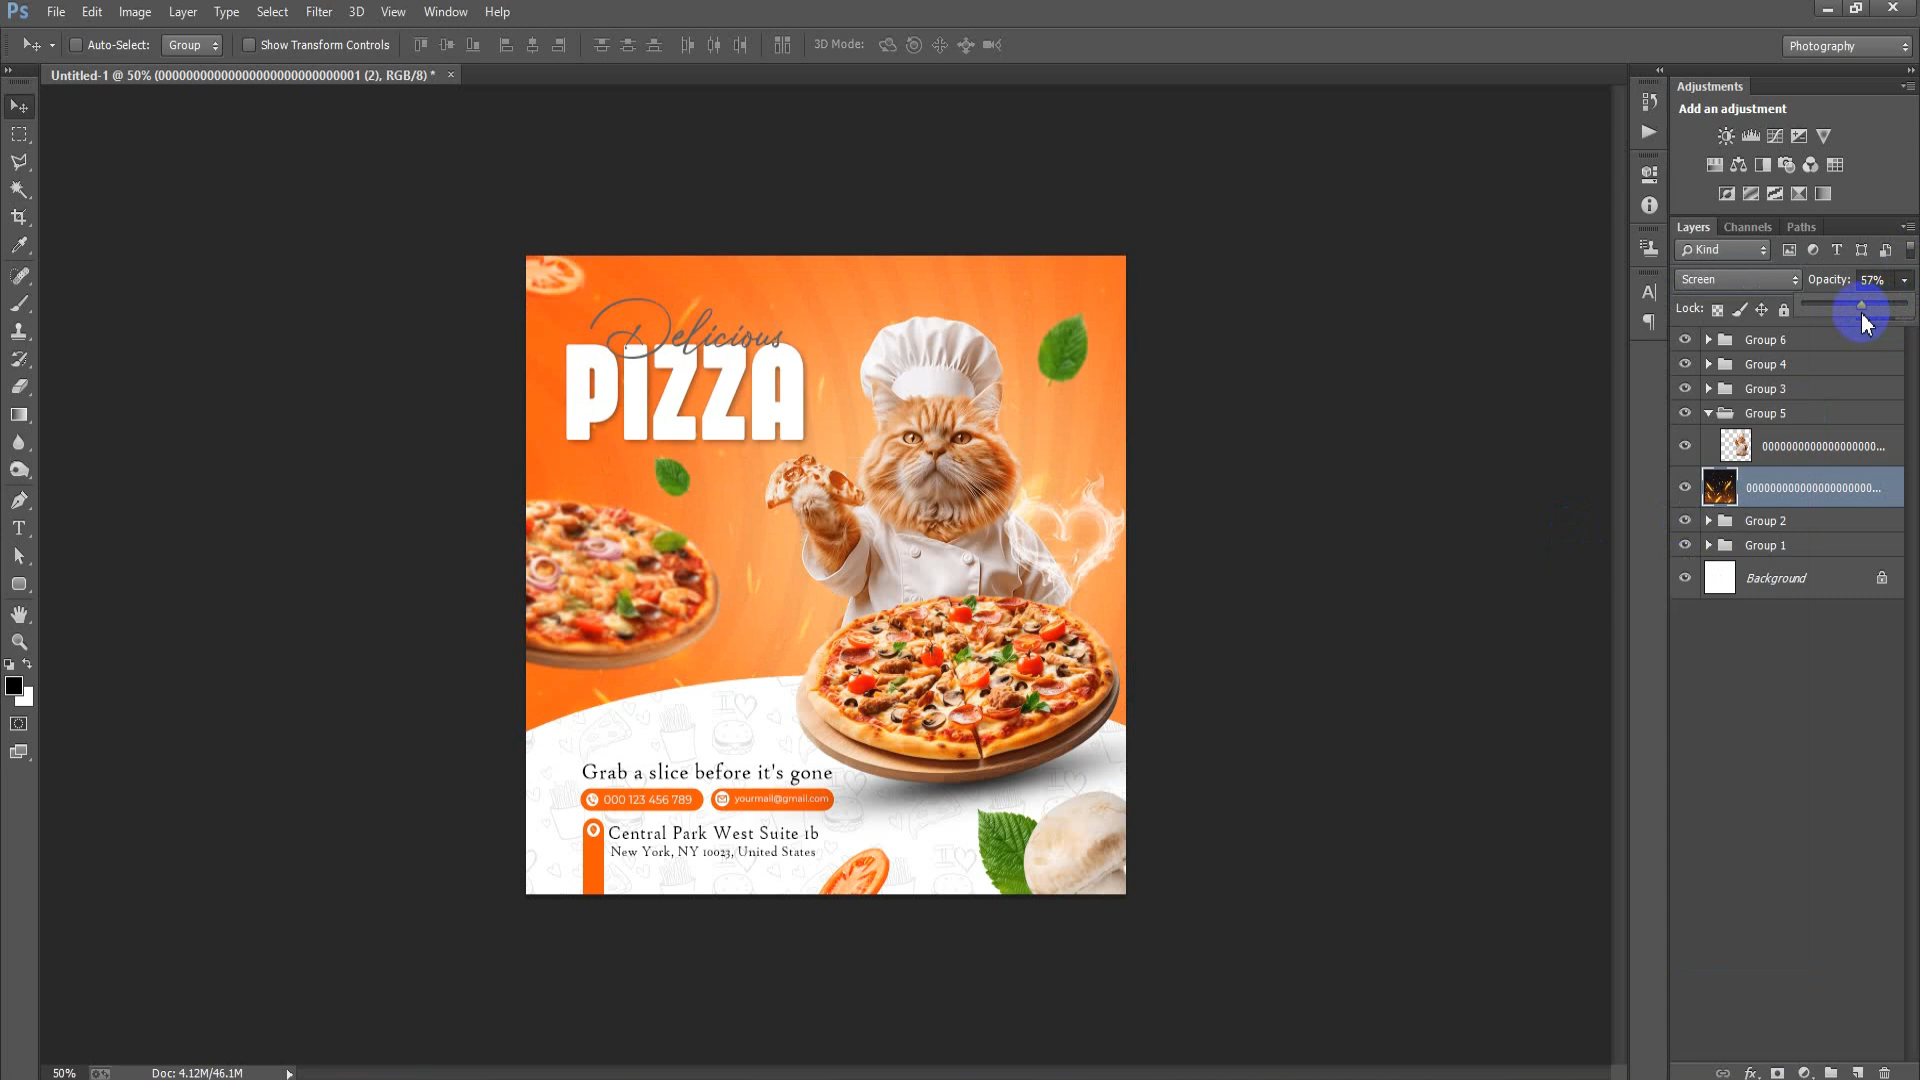 Ps File Edit Image Layer Type Select Filter 3D View Window Help
Auto-Select: Group Show Transform Controls 3D Mode: Photography
Untitled-1 @ 50% (00000000000000000000000000001 (2), RGB/8) *
Adjustments
Add an adjustment
Layers Channels Paths
Kind
Screen Opacity: 57%
Lock:
Group 6
Group 4
Group 3
Group 5
00000000000000000000...
00000000000000000000000...
Group 2
Group 1
Background
Delicious
PIZZA
Grab a slice before it's gone
000 123 456 789 yourmail@gmail.com
Central Park West Suite 1b
New York, NY 10023, United States
50% Doc: 4.12M/46.1M